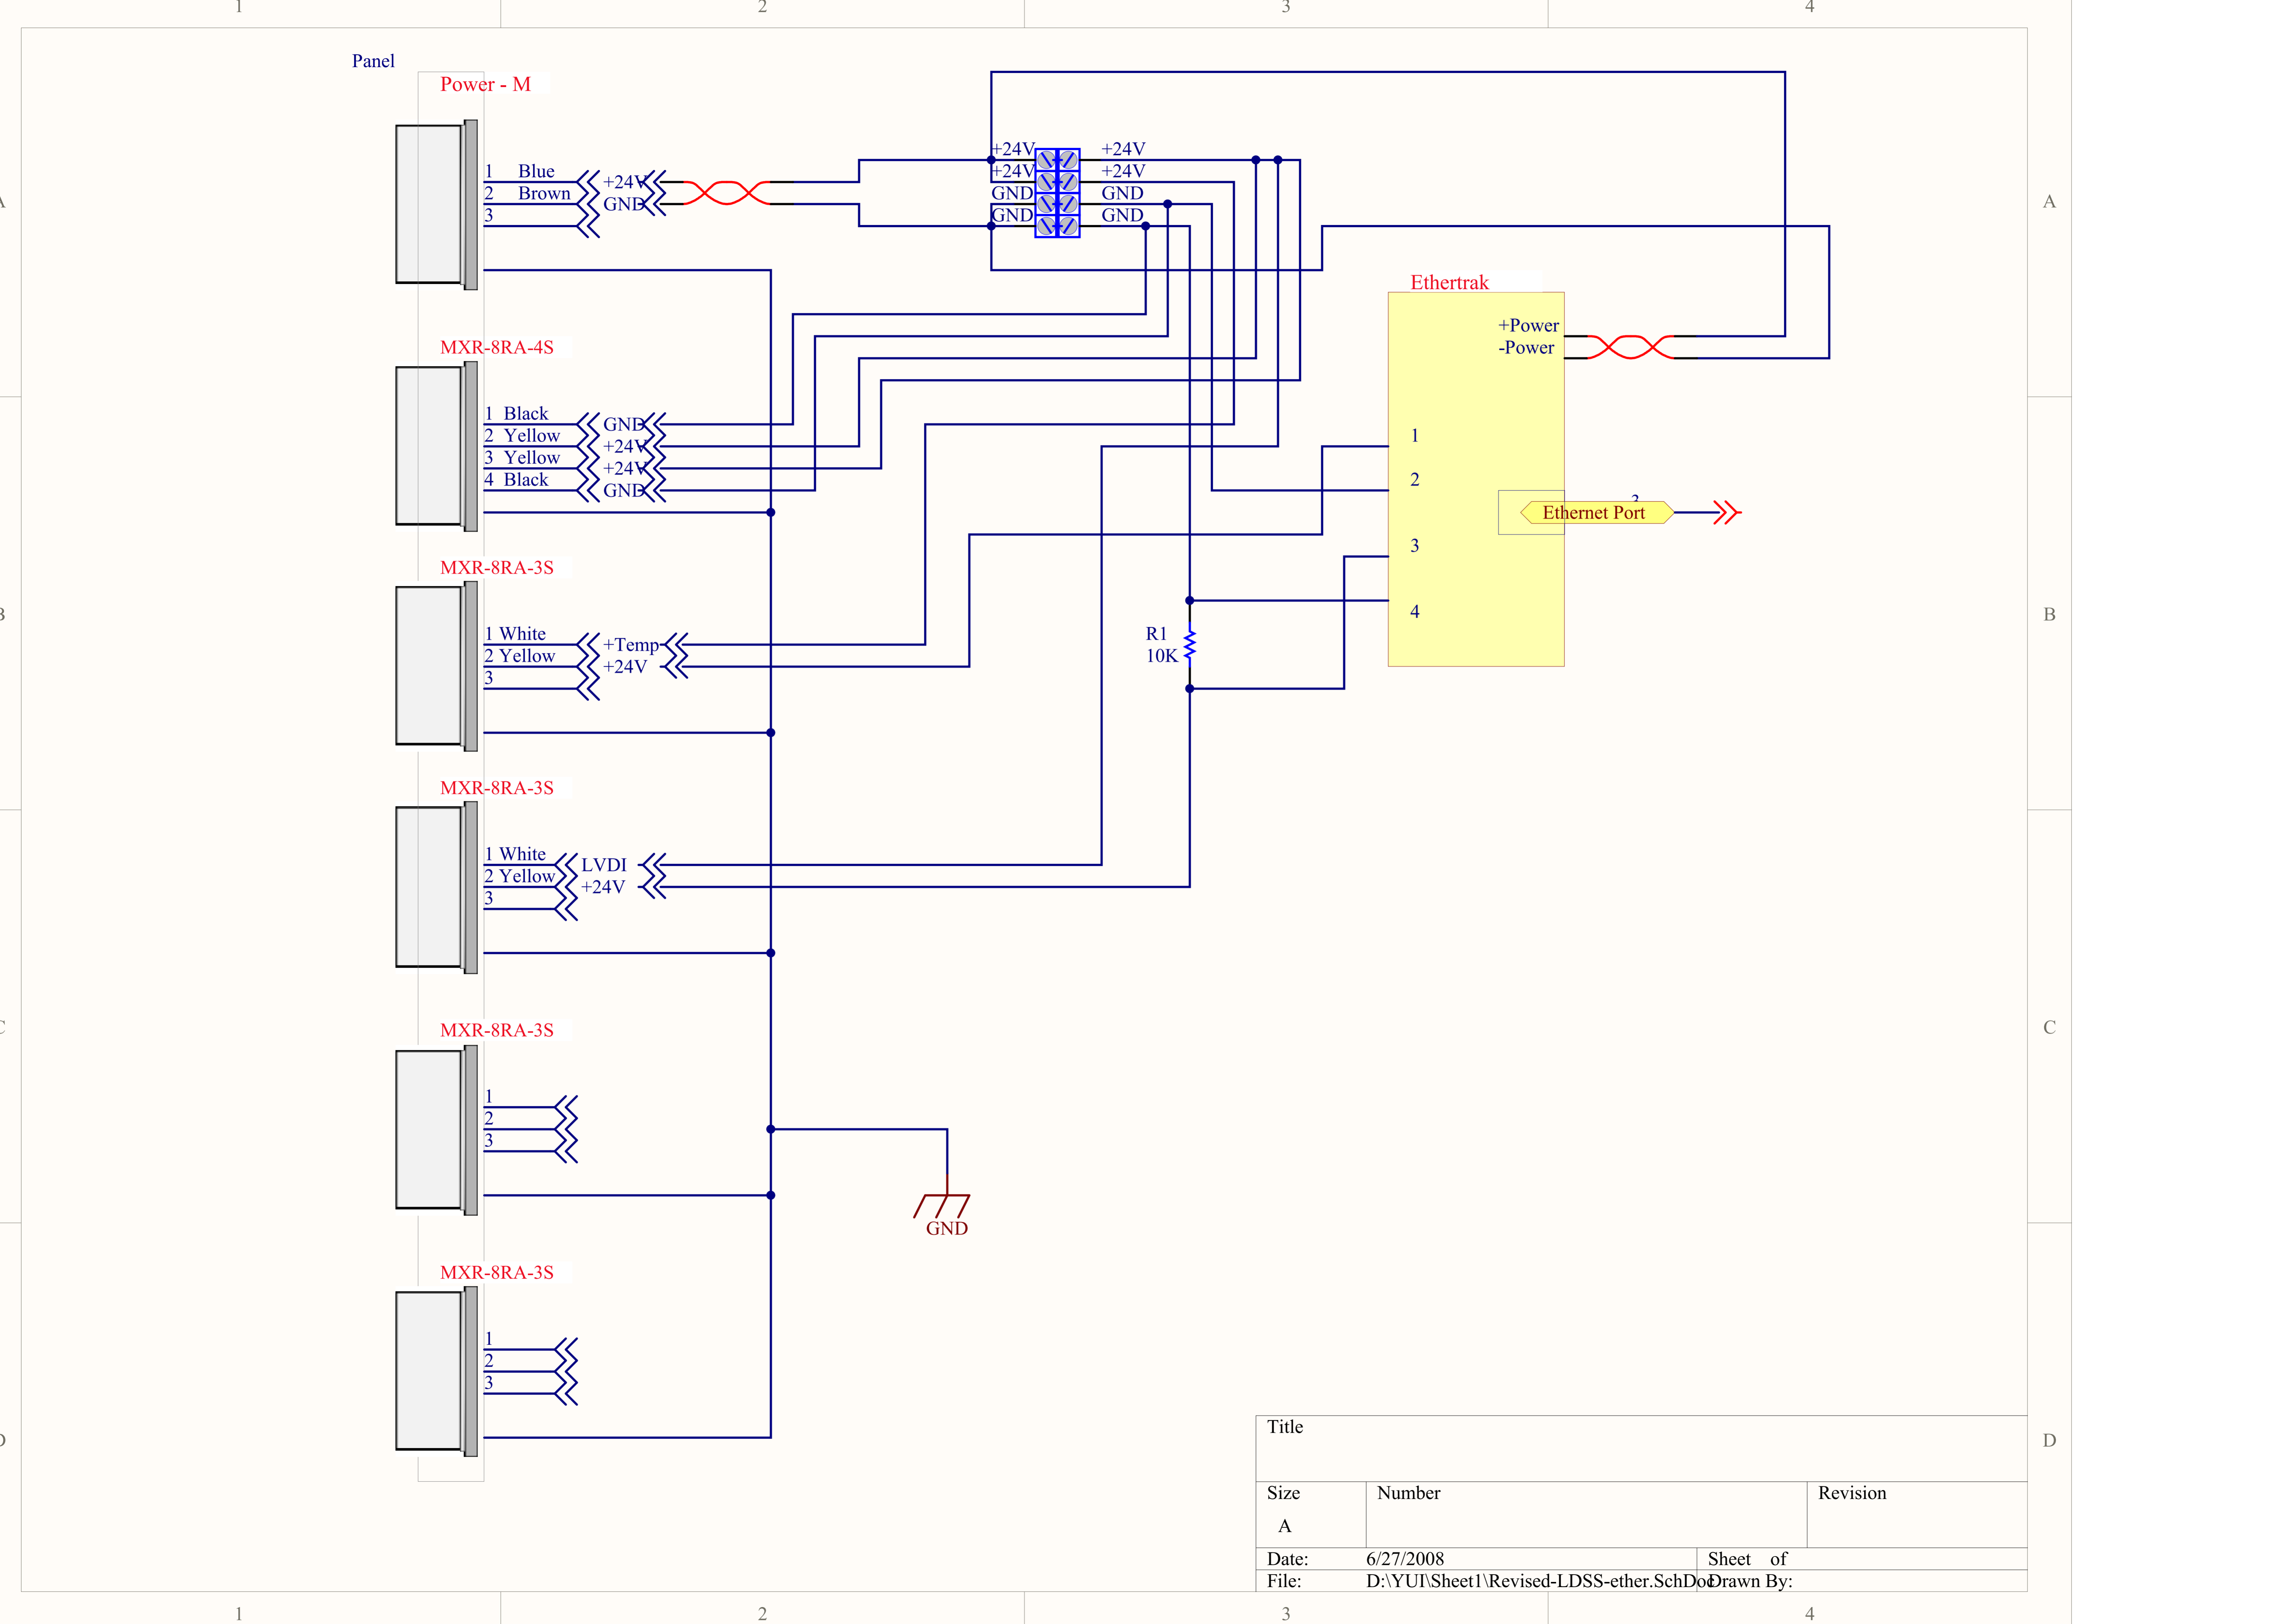 1 2 3 4
Panel
Power - M
1 Blue +24V
2 Brown GND
3
+24V +24V
+24V +24V
GND GND
GND GND
A A
Ethertrak
+Power
-Power
MXR-8RA-4S
1 Black GND
2 Yellow +24V
3 Yellow +24V
4 Black GND
1
2
3
Ethernet Port
3
4
MXR-8RA-3S
B B
1 White +Temp
2 Yellow +24V
3
R1
10K
MXR-8RA-3S
1 White LVDI
2 Yellow +24V
3
C C
MXR-8RA-3S
1
2
3
GND
MXR-8RA-3S
1
2
3
D D
Title
Size Number Revision
A
Date: 6/27/2008 Sheet of
File: D:\YUI\Sheet1\Revised-LDSS-ether.SchDoc Drawn By:
1 2 3 4